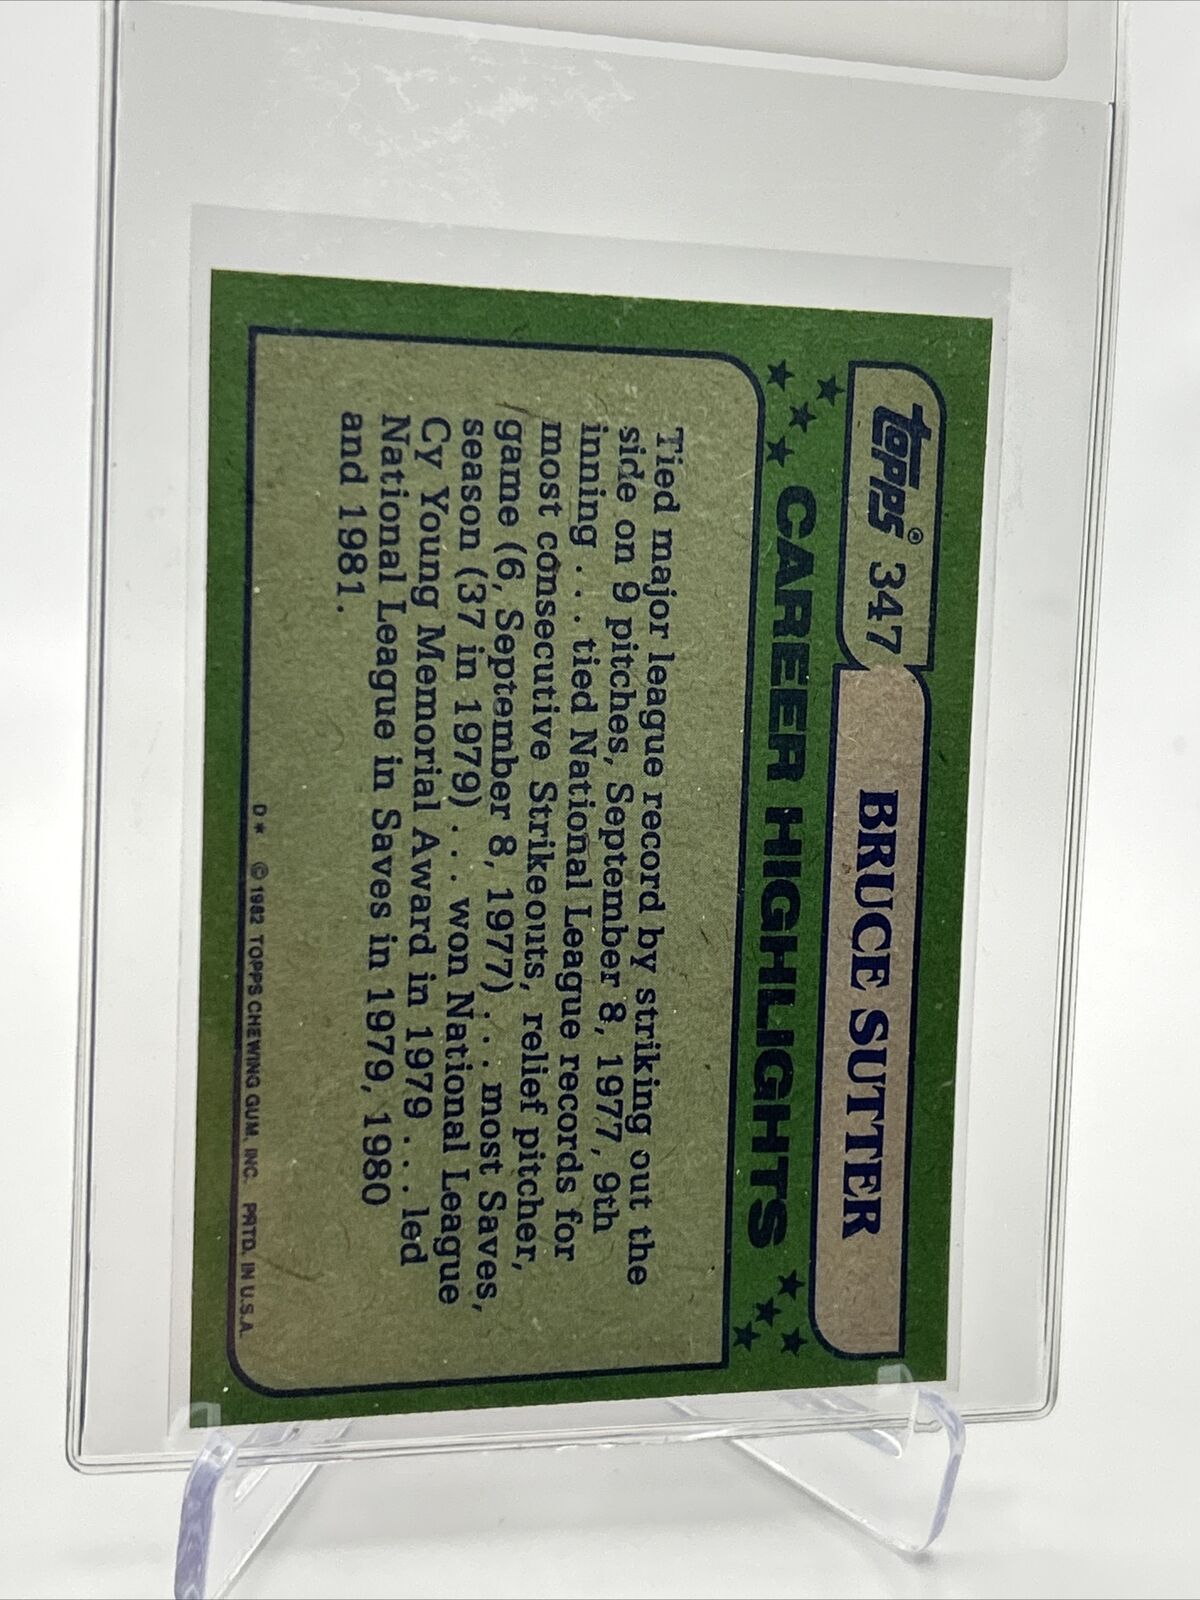 topps® 347 BRUCE SUTTER
★★★★ CAREER HIGHLIGHTS ★★★★
Tied major league record by striking out the
side on 9 pitches, September 8, 1977, 9th
inning . . . tied National League records for
most consecutive Strikeouts, relief pitcher,
game (6, September 8, 1977) . . . most Saves,
season (37 in 1979) . . . won National League
Cy Young Memorial Award in 1979 . . . led
National League in Saves in 1979, 1980
and 1981.
D* © 1982 TOPPS CHEWING GUM, INC. PRTD. IN U.S.A.